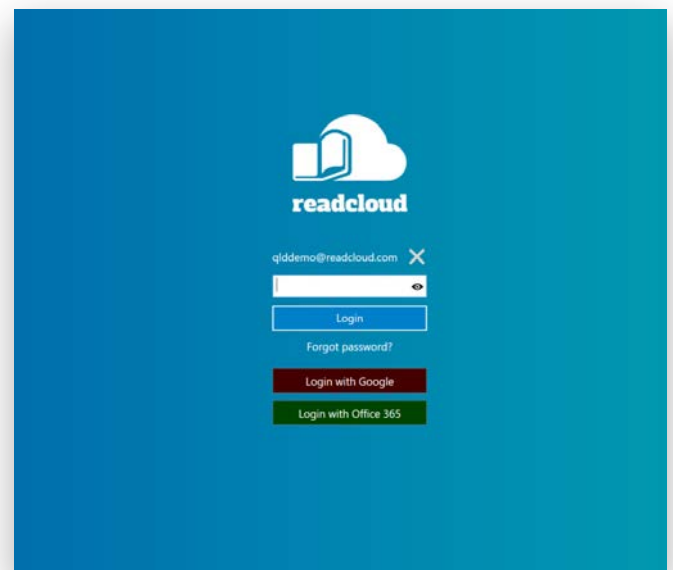 readcloud
qlddemo@readcloud.com
Login
Forgot password?
Login with Google
Login with Office 365